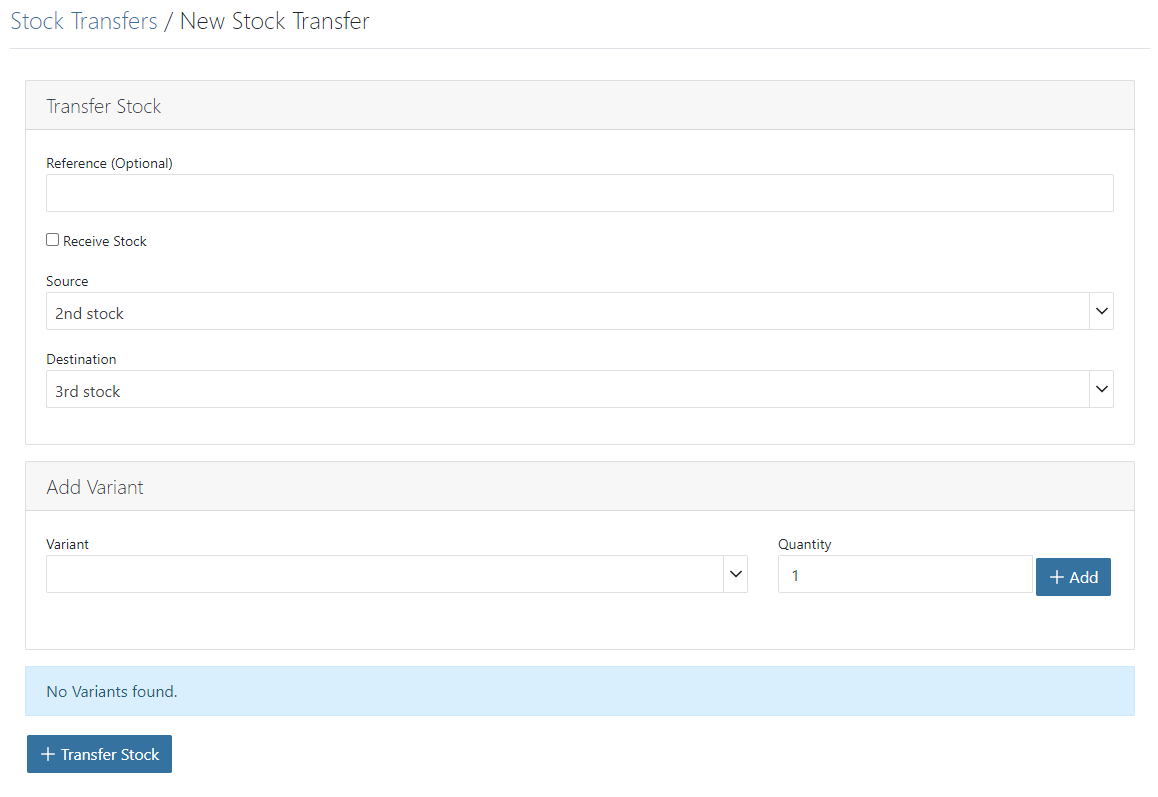 Stock Transfers / New Stock Transfer
Transfer Stock
Reference (Optional)
Receive Stock
Source
2nd stock
Destination
3rd stock
Add Variant
Variant
Quantity
1
+ Add
No Variants found.
+ Transfer Stock